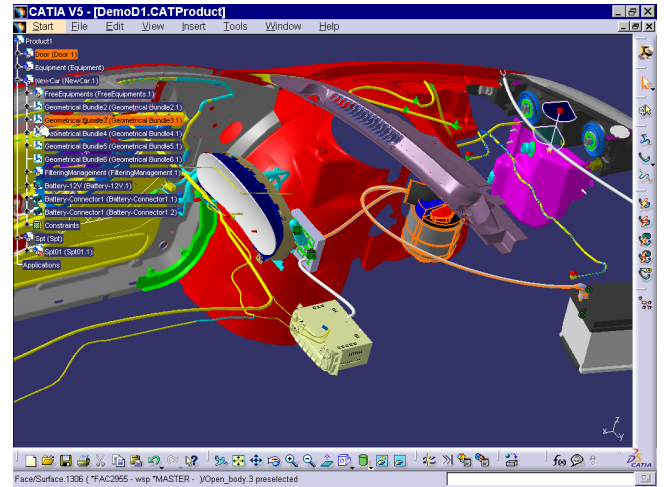 CATIA V5 - [DemoD1.CATProduct]
Start File Edit View Insert Tools Window Help
Product1
Door (Door.1)
Equipment (Equipment)
NewCar (NewCar.1)
FreeEquipments (FreeEquipments.1)
Geometrical Bundle2 (Geometrical Bundle2.1)
Geometrical Bundle3 (Geometrical Bundle3.1)
Geometrical Bundle4 (Geometrical Bundle4.1)
Geometrical Bundle5 (Geometrical Bundle5.1)
Geometrical Bundle6 (Geometrical Bundle6.1)
FilteringManagement (FilteringManagement.1)
Battery-12V (Battery-12V.1)
Battery-Connector1 (Battery-Connector1.1)
Battery-Connector1 (Battery-Connector1.2)
Constraints
Spt (Spt)
Spt01 (Spt01.1)
Applications
z
x y
f(x)
CATIA
Face/Surface.1306 ( *FAC2955 - wsp *MASTER - )/Open_body.3 preselected